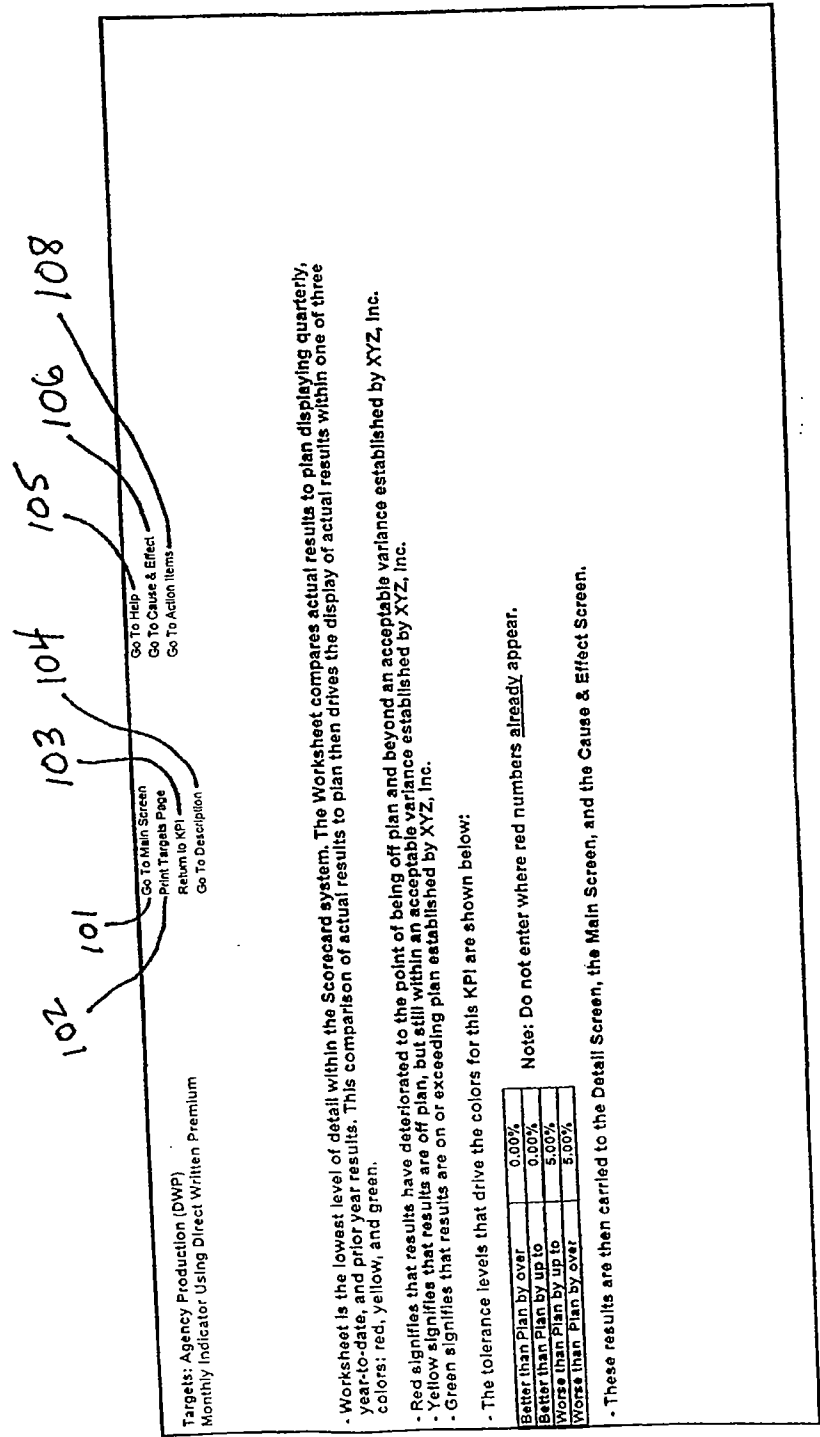 102 101 103 104 105 106 108
Targets: Agency Production (DWP)
Monthly Indicator Using Direct Written Premium
Go To Main Screen
Print Targets Page
Return to KPI
Go To Description
Go To Help
Go To Cause & Effect
Go To Action Items
- Worksheet is the lowest level of detail within the Scorecard system. The Worksheet compares actual results to plan displaying quarterly,
year-to-date, and prior year results. This comparison of actual results to plan then drives the display of actual results within one of three
colors: red, yellow, and green.
- Red signifies that results have deteriorated to the point of being off plan and beyond an acceptable variance established by XYZ, Inc.
- Yellow signifies that results are off plan, but still within an acceptable variance established by XYZ, Inc.
- Green signifies that results are on or exceeding plan established by XYZ, Inc.
- The tolerance levels that drive the colors for this KPI are shown below:
Better than Plan by over 0.00%
Better than Plan by up to 0.00%
Worse than Plan by up to 5.00%
Worse than Plan by over 5.00%
Note: Do not enter where red numbers already appear.
- These results are then carried to the Detail Screen, the Main Screen, and the Cause & Effect Screen.